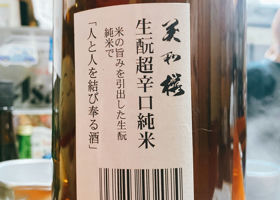 美和桜
生酛超辛口純米
米の旨みを引出した生酛
純米で
「人と人を結び奉る酒」